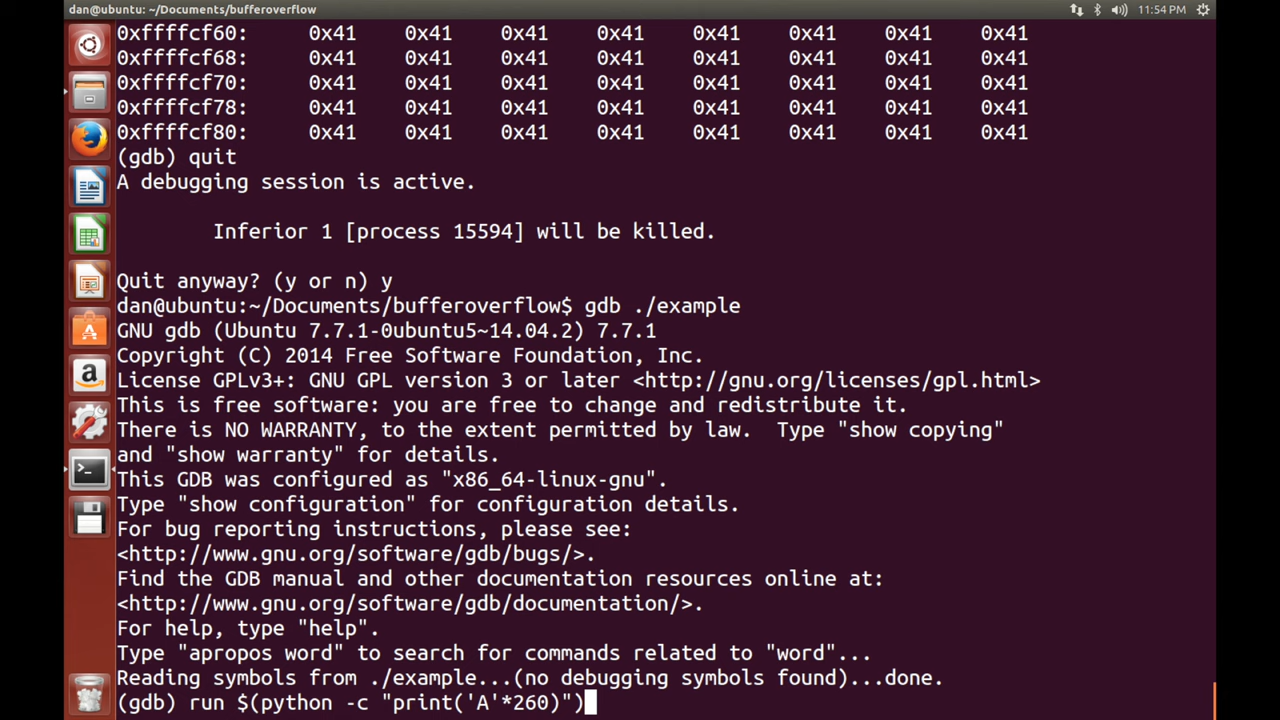 dan@ubuntu: ~/Documents/bufferoverflow 11:54 PM
0xffffcf60: 0x41 0x41 0x41 0x41 0x41 0x41 0x41 0x41
0xffffcf68: 0x41 0x41 0x41 0x41 0x41 0x41 0x41 0x41
0xffffcf70: 0x41 0x41 0x41 0x41 0x41 0x41 0x41 0x41
0xffffcf78: 0x41 0x41 0x41 0x41 0x41 0x41 0x41 0x41
0xffffcf80: 0x41 0x41 0x41 0x41 0x41 0x41 0x41 0x41
(gdb) quit
A debugging session is active.
Inferior 1 [process 15594] will be killed.
Quit anyway? (y or n) y
dan@ubuntu:~/Documents/bufferoverflow$ gdb ./example
GNU gdb (Ubuntu 7.7.1-0ubuntu5~14.04.2) 7.7.1
Copyright (C) 2014 Free Software Foundation, Inc.
License GPLv3+: GNU GPL version 3 or later <http://gnu.org/licenses/gpl.html>
This is free software: you are free to change and redistribute it.
There is NO WARRANTY, to the extent permitted by law.  Type "show copying"
and "show warranty" for details.
This GDB was configured as "x86_64-linux-gnu".
Type "show configuration" for configuration details.
For bug reporting instructions, please see:
<http://www.gnu.org/software/gdb/bugs/>.
Find the GDB manual and other documentation resources online at:
<http://www.gnu.org/software/gdb/documentation/>.
For help, type "help".
Type "apropos word" to search for commands related to "word"...
Reading symbols from ./example...(no debugging symbols found)...done.
(gdb) run $(python -c "print('A'*260)")